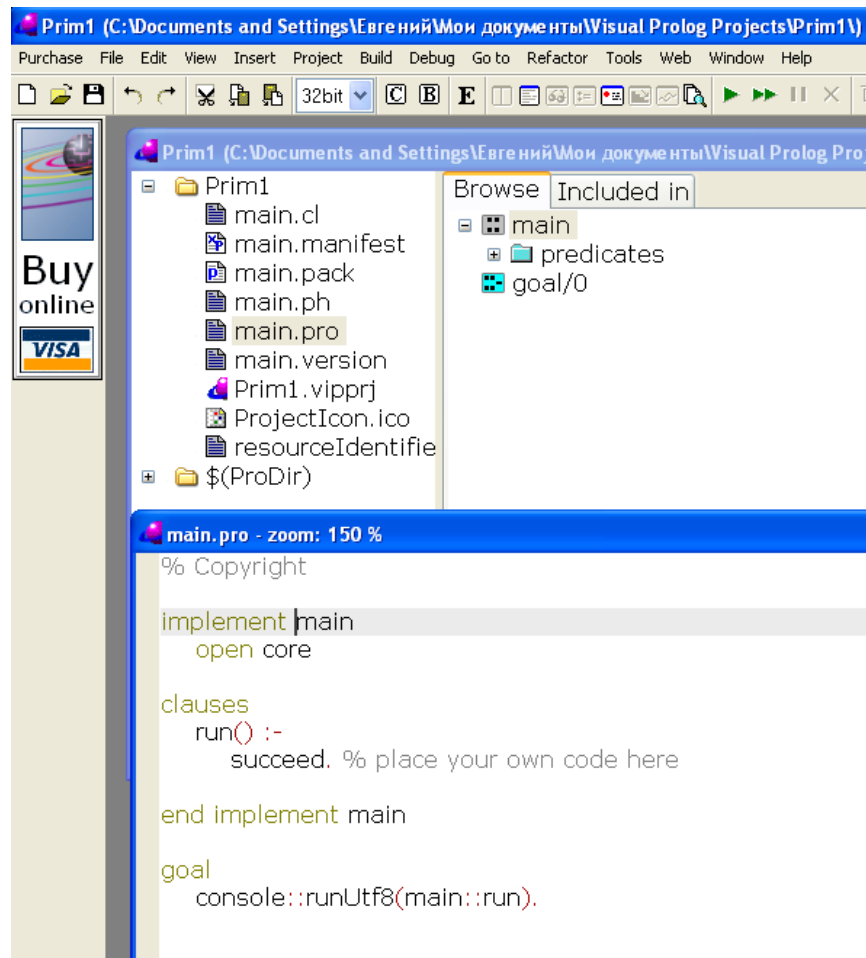 Prim1 (C:\Documents and Settings\Евгений\Мои документы\Visual Prolog Projects\Prim1\)
Purchase File Edit View Insert Project Build Debug Go to Refactor Tools Web Window Help
32bit C B E
Prim1 (C:\Documents and Settings\Евгений\Мои документы\Visual Prolog Pro
Buy
online
VISA
Prim1
main.cl
main.manifest
main.pack
main.ph
main.pro
main.version
Prim1.vipprj
ProjectIcon.ico
resourceIdentifie
$(ProDir)
Browse Included in
main
predicates
goal/0
main.pro - zoom: 150 %
% Copyright
implement main
open core
clauses
run() :-
succeed. % place your own code here
end implement main
goal
console::runUtf8(main::run).